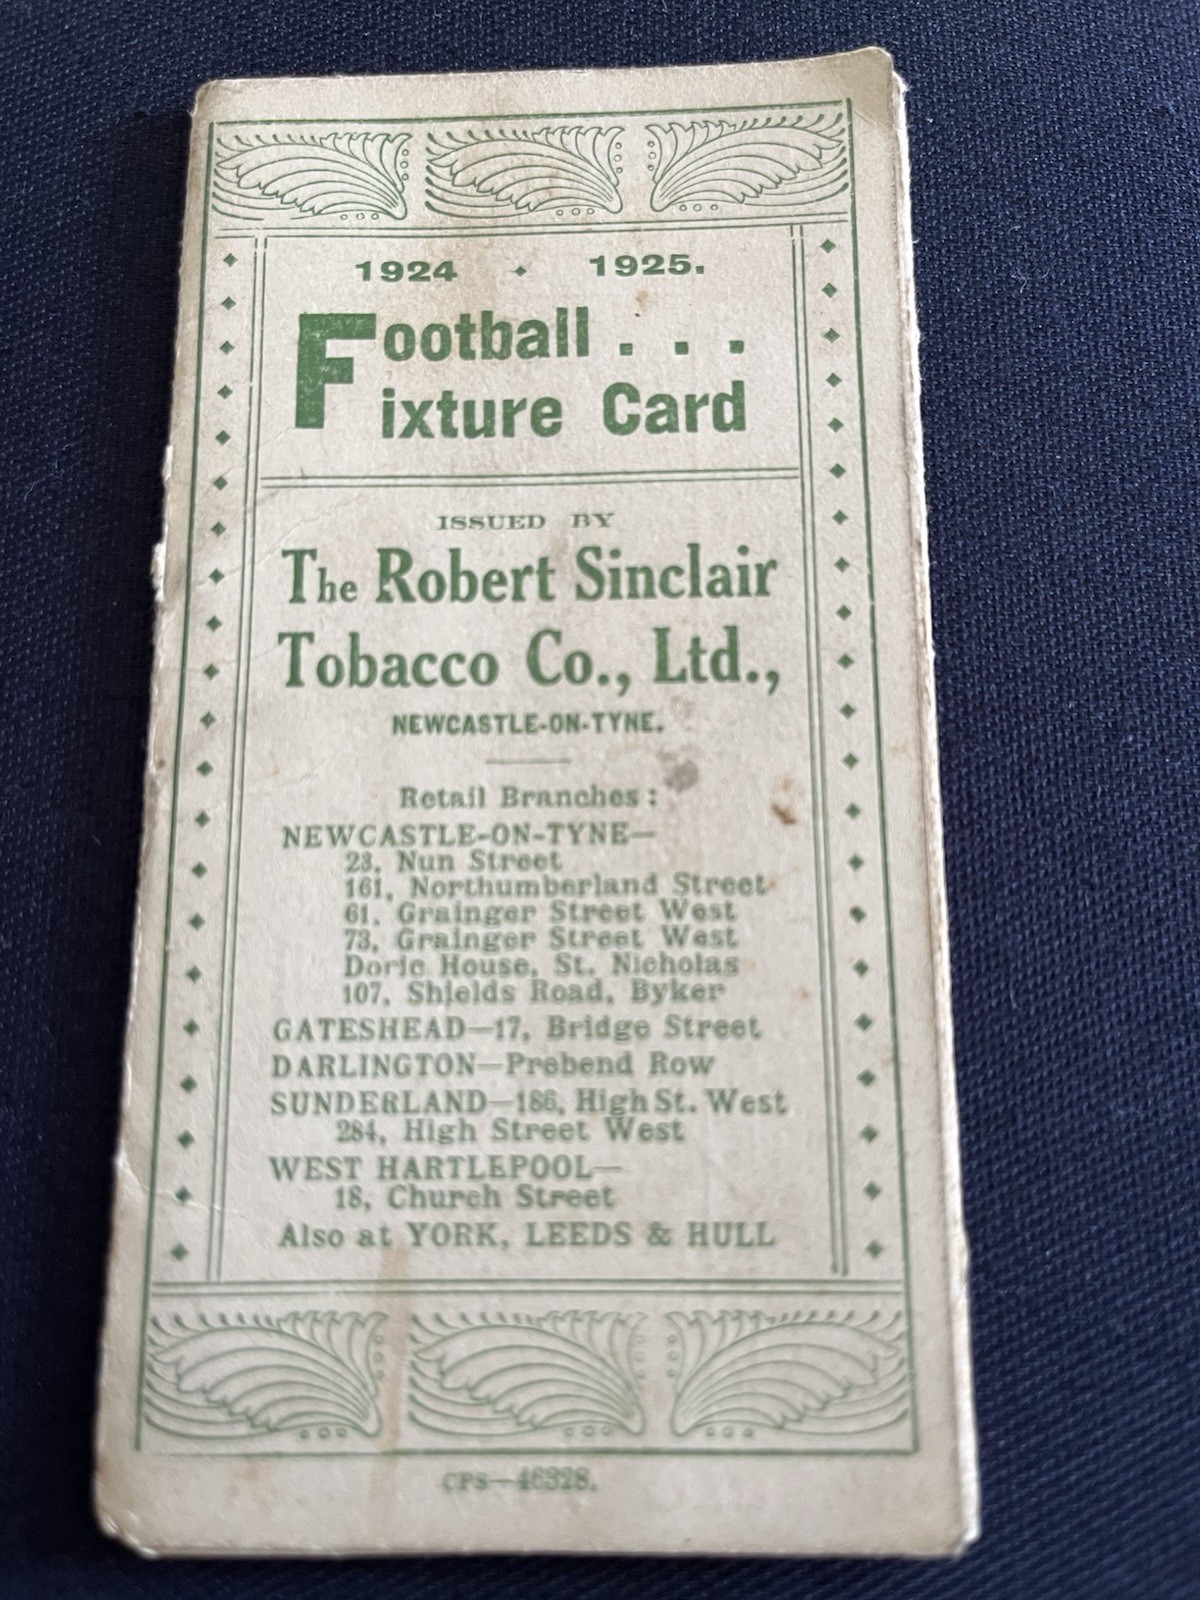 1924 • 1925.
Football . . .
Fixture Card
ISSUED BY
The Robert Sinclair
Tobacco Co., Ltd.,
NEWCASTLE-ON-TYNE.
Retail Branches:
NEWCASTLE-ON-TYNE—
23, Nun Street
161, Northumberland Street
61, Grainger Street West
73, Grainger Street West
Doric House, St. Nicholas
107, Shields Road, Byker
GATESHEAD—17, Bridge Street
DARLINGTON—Prebend Row
SUNDERLAND—186, High St. West
284, High Street West
WEST HARTLEPOOL—
18, Church Street
Also at YORK, LEEDS & HULL
CPS—46328.